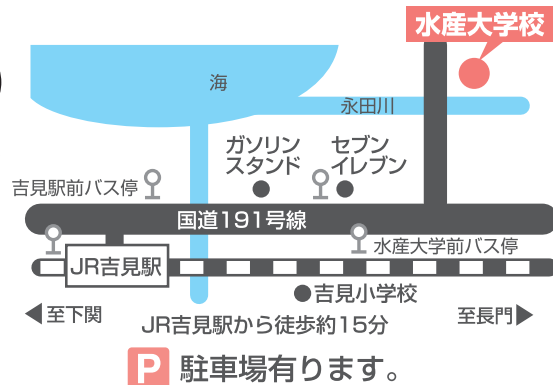 水産大学校
海
永田川
ガソリン
スタンド
セブン
イレブン
吉見駅前バス停
国道191号線
水産大学前バス停
JR吉見駅
吉見小学校
至下関
JR吉見駅から徒歩約15分
至長門
P 駐車場有ります。